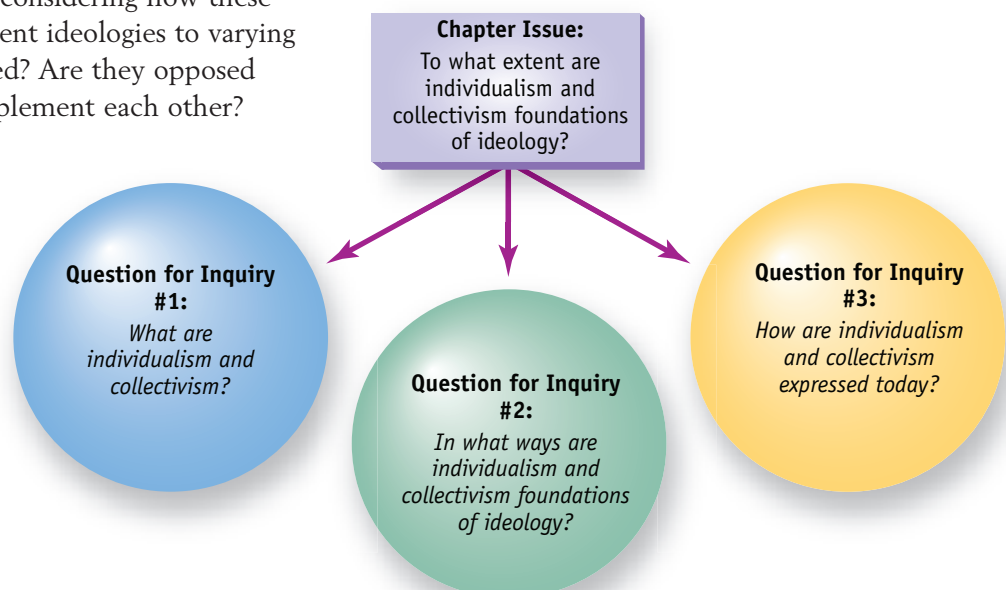 considering how these
ent ideologies to varying
ed? Are they opposed
plement each other?
Chapter Issue:
To what extent are
individualism and
collectivism foundations
of ideology?
Question for Inquiry
#1:
What are
individualism and
collectivism?
Question for Inquiry
#2:
In what ways are
individualism and
collectivism foundations
of ideology?
Question for Inquiry
#3:
How are individualism
and collectivism
expressed today?